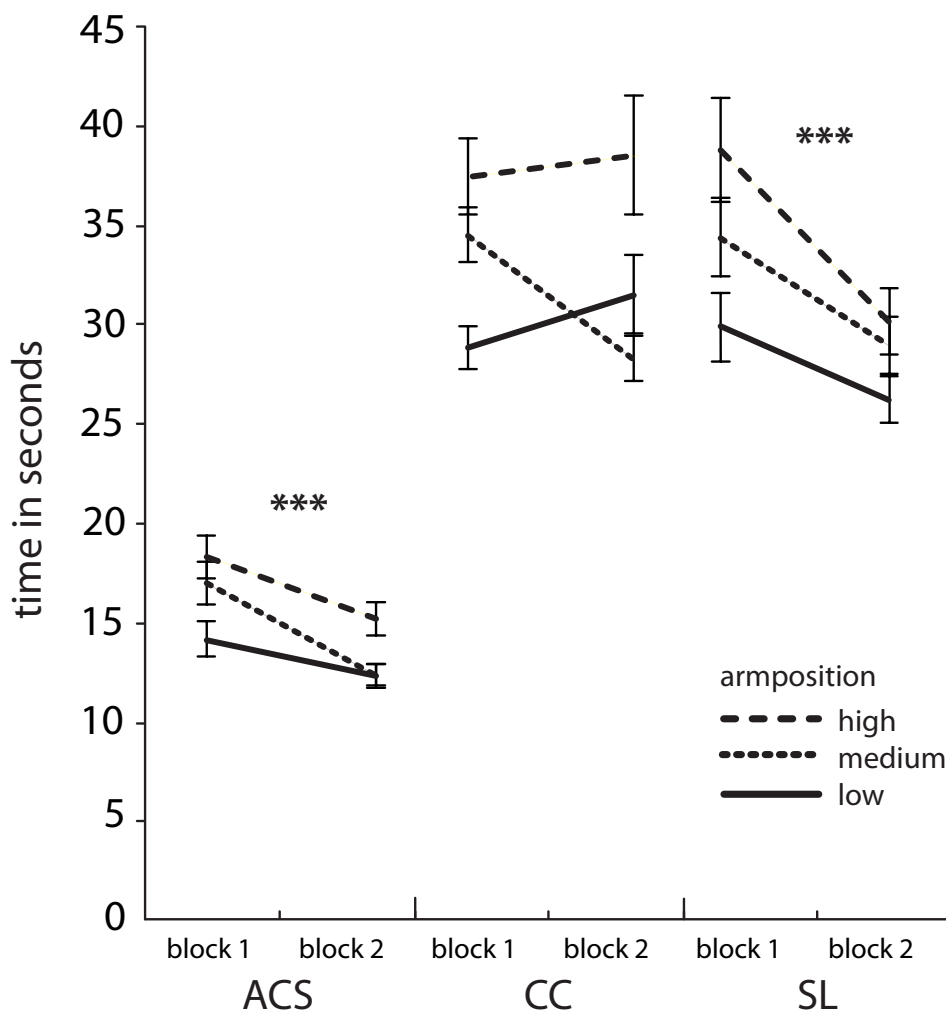 45
40
35
30
25
20
15
10
5
0
time in seconds
***
***
armposition
high
medium
low
block 1 block 2 block 1 block 2 block 1 block 2
ACS CC SL